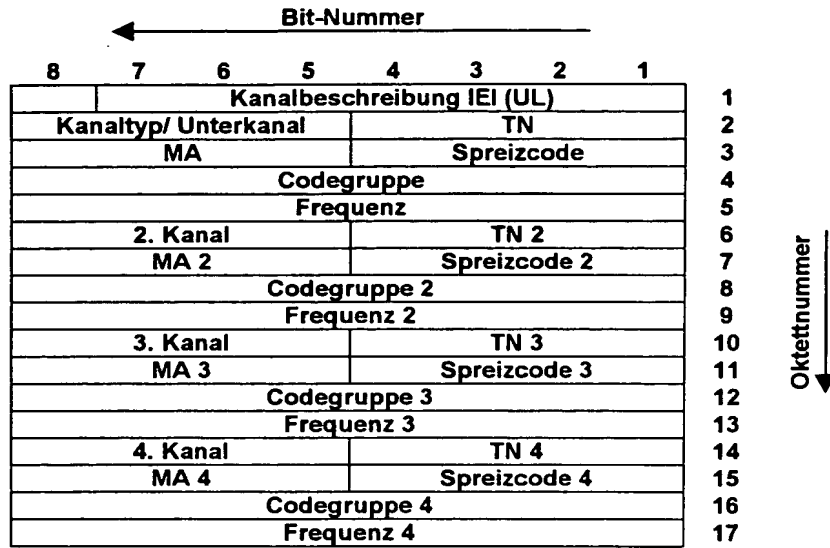 Bit-Nummer
8 7 6 5 4 3 2 1
Kanalbeschreibung IEI (UL) 1
Kanaltyp/ Unterkanal TN 2
MA Spreizcode 3
Codegruppe 4
Frequenz 5
2. Kanal TN 2 6
MA 2 Spreizcode 2 7
Codegruppe 2 8
Frequenz 2 9
3. Kanal TN 3 10
MA 3 Spreizcode 3 11
Codegruppe 3 12
Frequenz 3 13
4. Kanal TN 4 14
MA 4 Spreizcode 4 15
Codegruppe 4 16
Frequenz 4 17
Oktettnummer